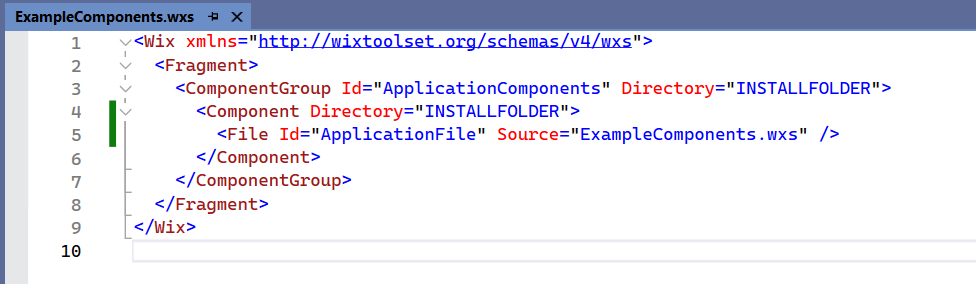 ExampleComponents.wxs
1 <Wix xmlns="http://wixtoolset.org/schemas/v4/wxs">
2 <Fragment>
3 <ComponentGroup Id="ApplicationComponents" Directory="INSTALLFOLDER">
4 <Component Directory="INSTALLFOLDER">
5 <File Id="ApplicationFile" Source="ExampleComponents.wxs" />
6 </Component>
7 </ComponentGroup>
8 </Fragment>
9 </Wix>
10